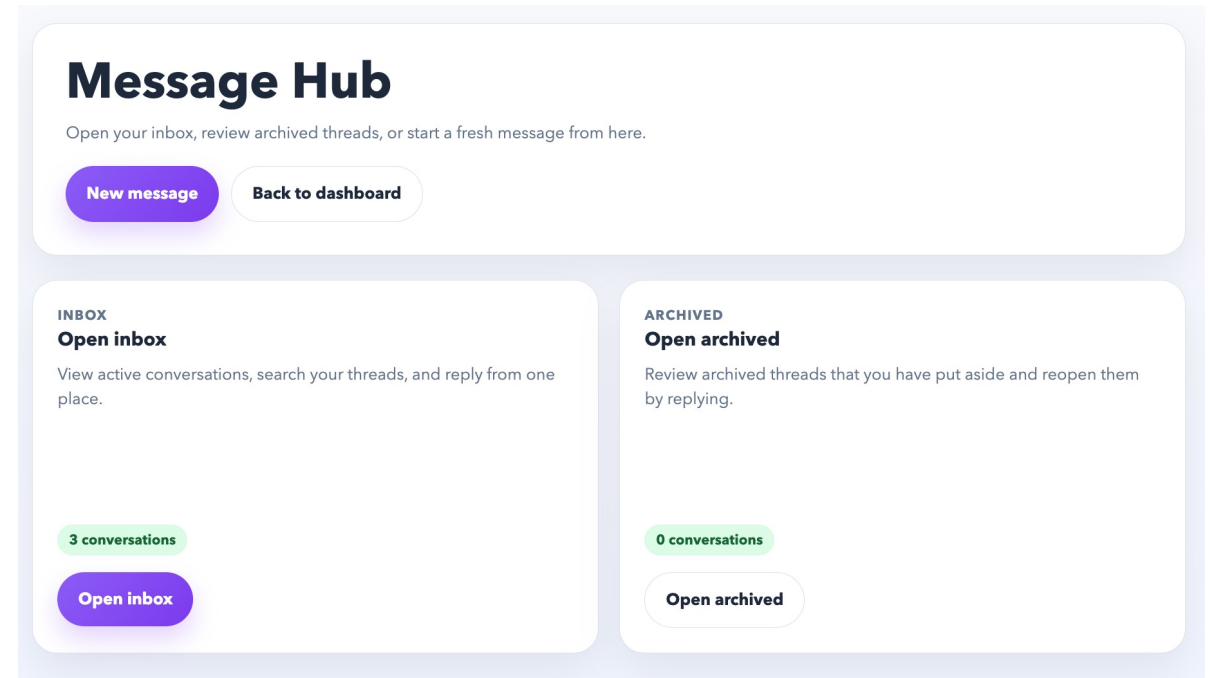 Message Hub
Open your inbox, review archived threads, or start a fresh message from here.
New message
Back to dashboard
INBOX
Open inbox
View active conversations, search your threads, and reply from one
place.
3 conversations
Open inbox
ARCHIVED
Open archived
Review archived threads that you have put aside and reopen them
by replying.
0 conversations
Open archived